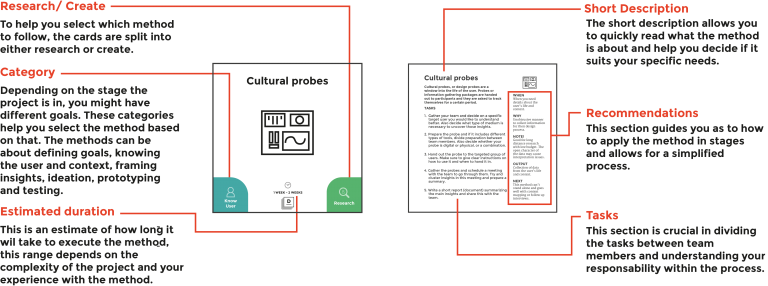 Research/ Create
To help you select which method
to follow, the cards are split into
either research or create.
Category
Depending on the stage the
project is in, you might have
different goals. These categories
help you select the method based
on that. The methods can be
about defining goals, knowing
the user and context, framing
insights, ideation, prototyping
and testing.
Estimated duration
This is an estimate of how long it
wil take to execute the method,
this range depends on the
complexity of the project and your
experience with the method.
Cultural probes
Know
User
1 WEEK - 2 WEEKS
D
Research
Cultural probes
Cultural probes, or design probes are a
window into the life of the user. Probes or
information gathering packages are handed
out to participants and they are asked to track
themselves for a certain period.
TASKS
1. Gather your team and decide on a specific
target user you would like to understand
better. Also decide what type of medium is
necessary to uncover those insights.
2. Prepare the probe and if it includes different
types of tools, divide preparation between
team members. Also decide whether your
probe is digital or physical, or a combination.
3. Hand out the probe to the targeted group of
users. Make sure to give clear instructions on
how to use it and when to hand it in.
4. Gather the probes and schedule a meeting
with the team to go through them. Try and
cluster insights in this meeting and prepare a
summary.
5. Write a short report (document) summarizing
the main insights and share this with the
team.
WHEN
WHY
NOTES
OUTPUT
NEXT
Short Description
The short description allows you
to quickly read what the method
is about and help you decide if it
suits your specific needs.
Recommendations
This section guides you as to how
to apply the method in stages
and allows for a simplified
process.
Tasks
This section is crucial in dividing
the tasks between team
members and understanding your
responsability within the process.